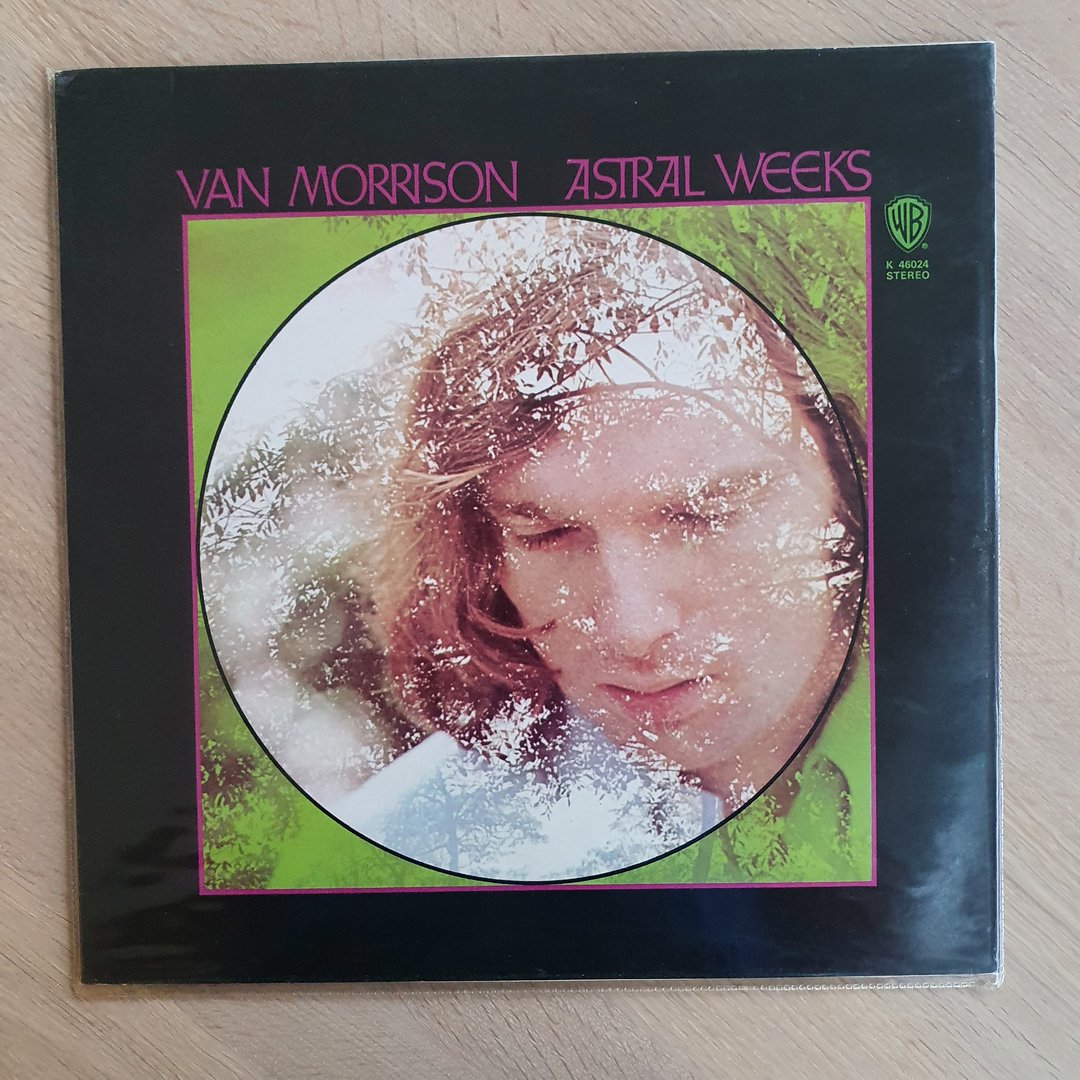 VAN MORRISON ASTRAL WEEKS
WB
®
K 46024
STEREO